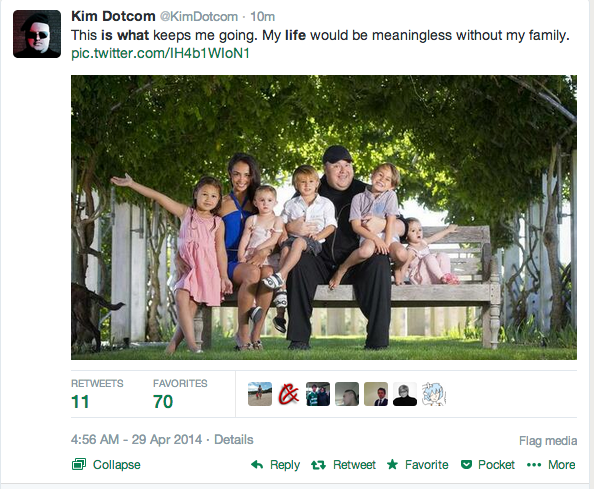 Kim Dotcom @KimDotcom · 10m
This is what keeps me going. My life would be meaningless without my family.
pic.twitter.com/IH4b1WIoN1
RETWEETS FAVORITES
11 70
4:56 AM - 29 Apr 2014 · Details Flag media
Collapse Reply Retweet Favorite Pocket More